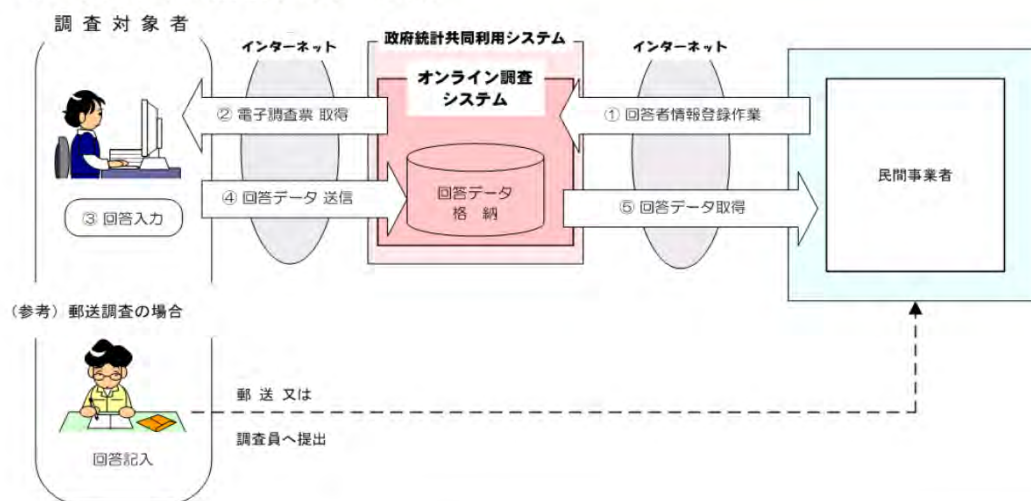 調 査 対 象 者
インターネット
政府統計共同利用システム
インターネット
オンライン調査
システム
② 電子調査票 取得
① 回答者情報登録作業
民間事業者
回答データ
格 納
④ 回答データ 送信
⑤ 回答データ取得
③ 回答入力
(参考) 郵送調査の場合
郵 送 又は
調査員へ提出
回答記入